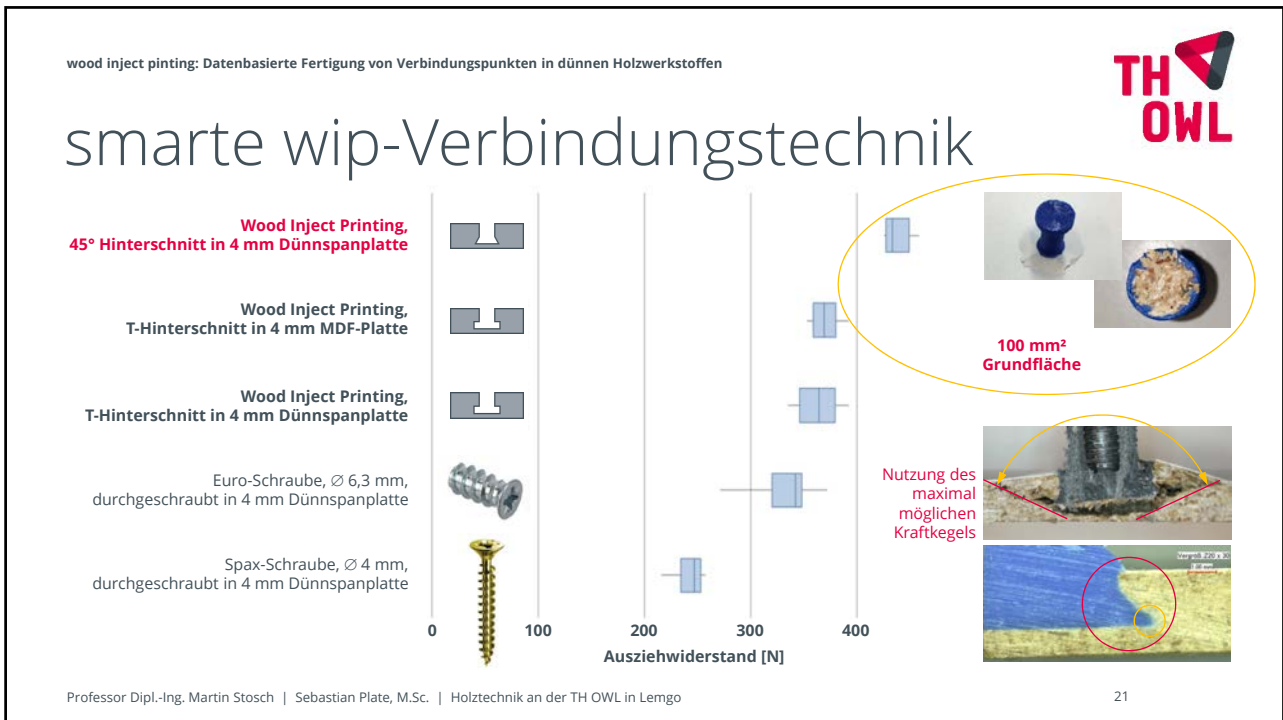 wood inject pinting: Datenbasierte Fertigung von Verbindungspunkten in dünnen Holzwerkstoffen
TH
OWL
smarte wip-Verbindungstechnik
Wood Inject Printing,
45° Hinterschnitt in 4 mm Dünnspanplatte
Wood Inject Printing,
T-Hinterschnitt in 4 mm MDF-Platte
100 mm²
Grundfläche
Wood Inject Printing,
T-Hinterschnitt in 4 mm Dünnspanplatte
Euro-Schraube, ∅ 6,3 mm,
durchgeschraubt in 4 mm Dünnspanplatte
Nutzung des
maximal
möglichen
Kraftkegels
Spax-Schraube, ∅ 4 mm,
durchgeschraubt in 4 mm Dünnspanplatte
0 100 200 300 400
Ausziehwiderstand [N]
Professor Dipl.-Ing. Martin Stosch | Sebastian Plate, M.Sc. | Holztechnik an der TH OWL in Lemgo
21